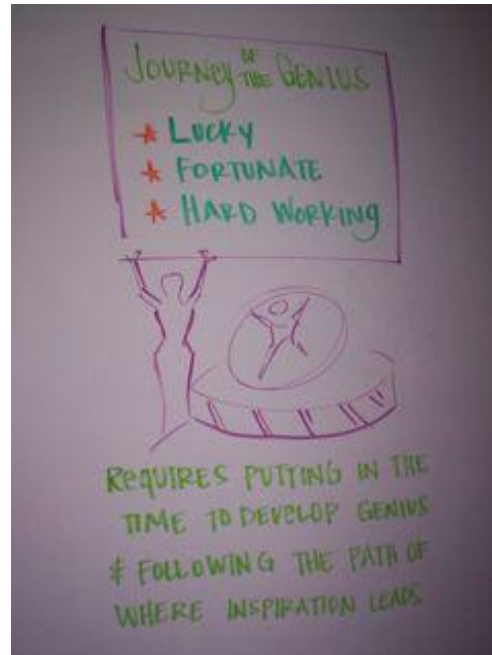 JOURNEY OF THE GENIUS
LUCKY
FORTUNATE
HARD WORKING
REQUIRES PUTTING IN THE
TIME TO DEVELOP GENIUS
& FOLLOWING THE PATH OF
WHERE INSPIRATION LEADS